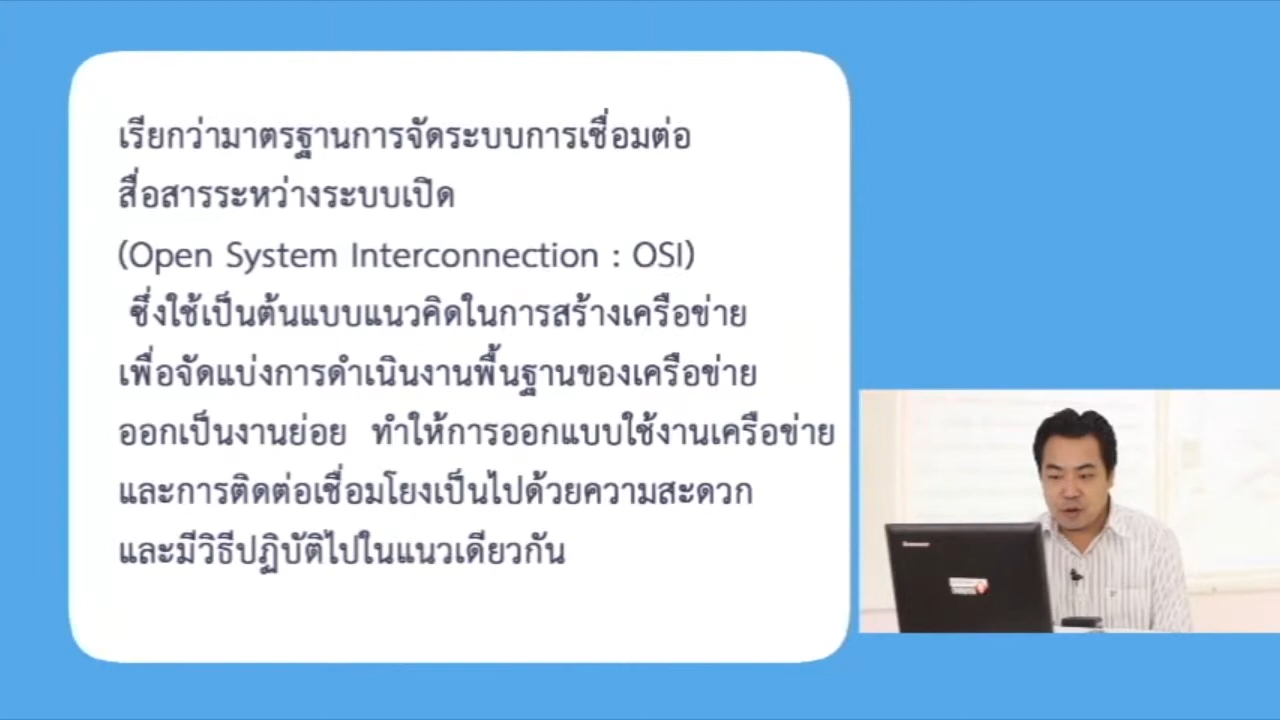 เรียกว่ามาตรฐานการจัดระบบการเชื่อมต่อ
สื่อสารระหว่างระบบเปิด
(Open System Interconnection : OSI)
ซึ่งใช้เป็นต้นแบบแนวคิดในการสร้างเครือข่าย
เพื่อจัดแบ่งการดำเนินงานพื้นฐานของเครือข่าย
ออกเป็นงานย่อย ทำให้การออกแบบใช้งานเครือข่าย
และการติดต่อเชื่อมโยงเป็นไปด้วยความสะดวก
และมีวิธีปฏิบัติไปในแนวเดียวกัน